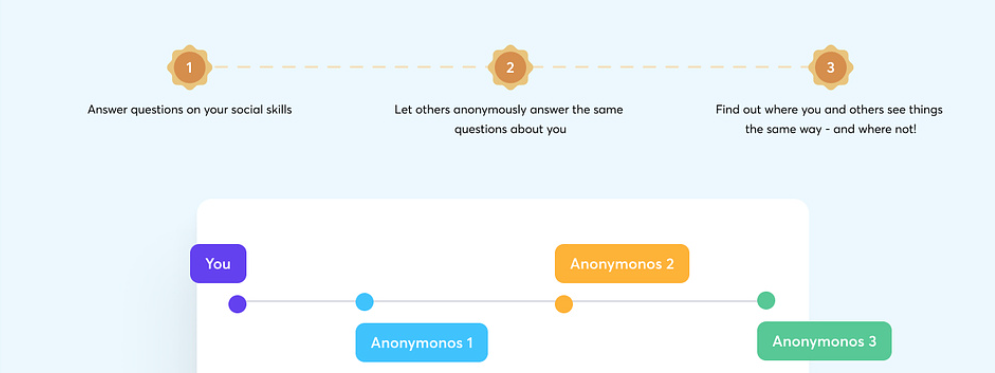 1
2
3
Answer questions on your social skills
Let others anonymously answer the same
questions about you
Find out where you and others see things
the same way - and where not!
You
Anonymonos 2
Anonymonos 1
Anonymonos 3